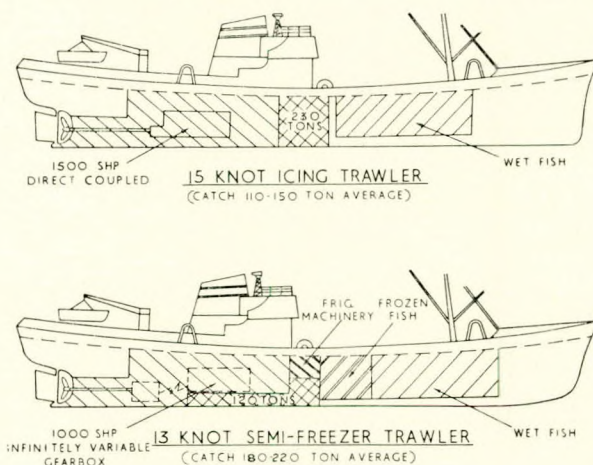 230
TONS
1500 SHP
DIRECT COUPLED
WET FISH
15 KNOT ICING TRAWLER
(CATCH 110-150 TON AVERAGE)
FRIG. FROZEN
MACHINERY FISH
120 TONS
1000 SHP
INFINITELY VARIABLE
GEARBOX
WET FISH
13 KNOT SEMI-FREEZER TRAWLER
(CATCH 180-220 TON AVERAGE)